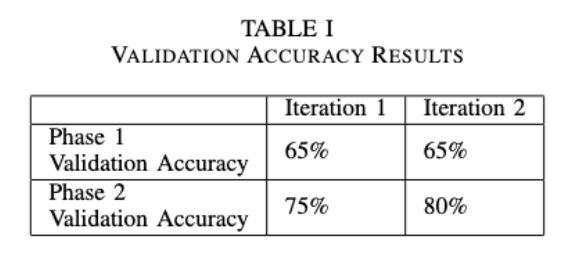 TABLE I
VALIDATION ACCURACY RESULTS
Iteration 1 Iteration 2
Phase 1
Validation Accuracy 65% 65%
Phase 2
Validation Accuracy 75% 80%